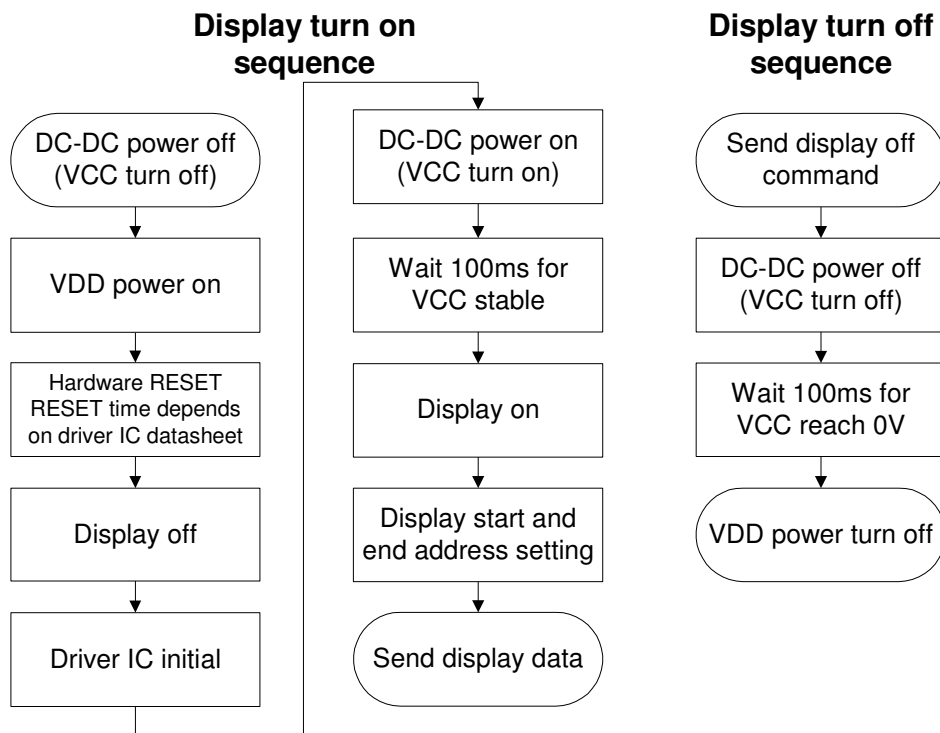 Display turn on
sequence
DC-DC power off
(VCC turn off)
VDD power on
Hardware RESET
RESET time depends
on driver IC datasheet
Display off
Driver IC initial
DC-DC power on
(VCC turn on)
Wait 100ms for
VCC stable
Display on
Display start and
end address setting
Send display data
Display turn off
sequence
Send display off
command
DC-DC power off
(VCC turn off)
Wait 100ms for
VCC reach 0V
VDD power turn off